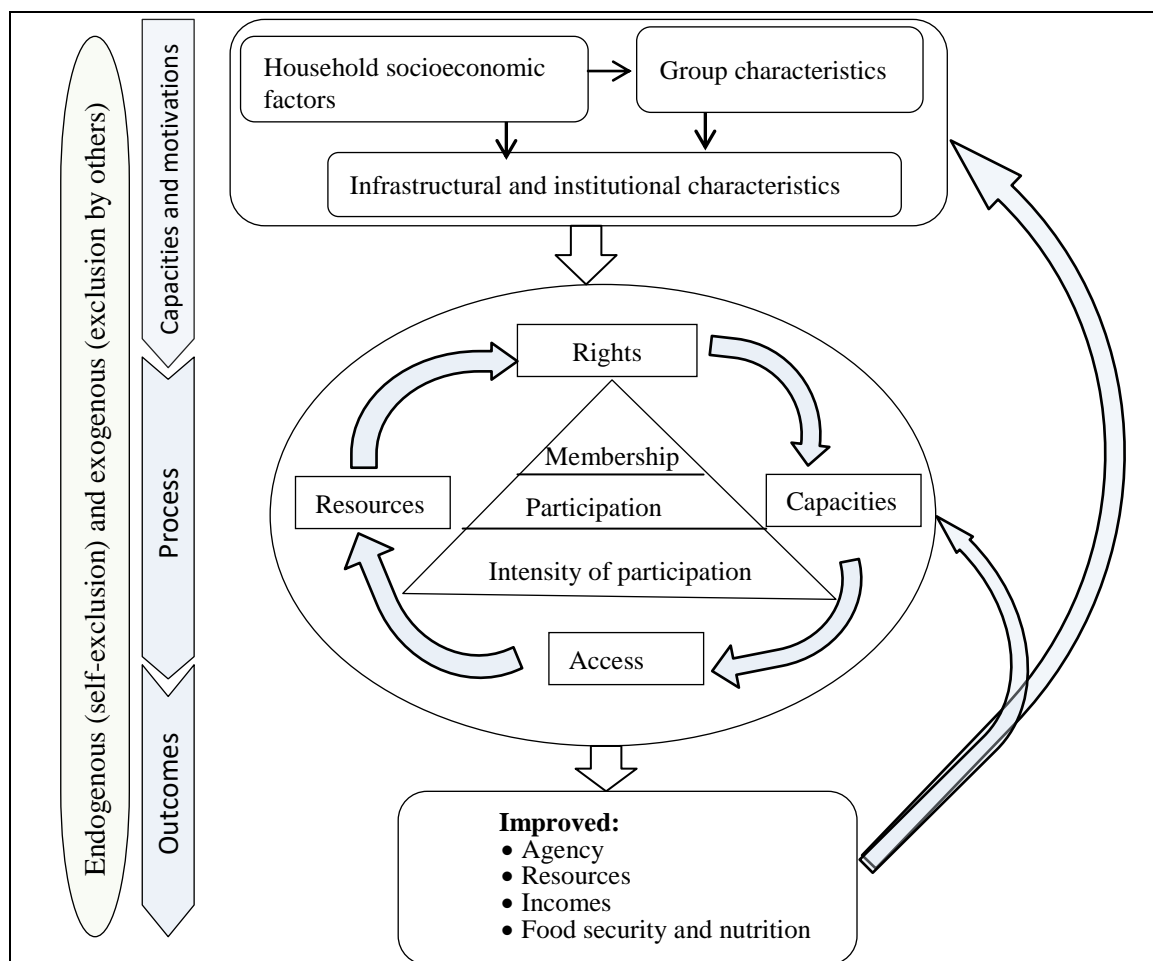 Endogenous (self-exclusion) and exogenous (exclusion by others)
Capacities and motivations
Process
Outcomes
Household socioeconomic
factors
Group characteristics
Infrastructural and institutional characteristics
Rights
Membership
Resources
Participation
Capacities
Intensity of participation
Access
Improved:
• Agency
• Resources
• Incomes
• Food security and nutrition